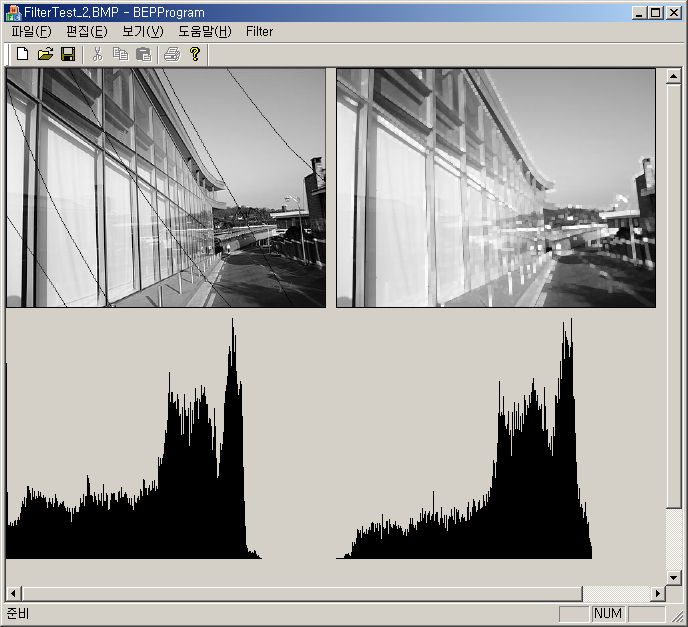 FilterTest_2.BMP - BEPProgram
파일(F) 편집(E) 보기(V) 도움말(H) Filter
준비 NUM